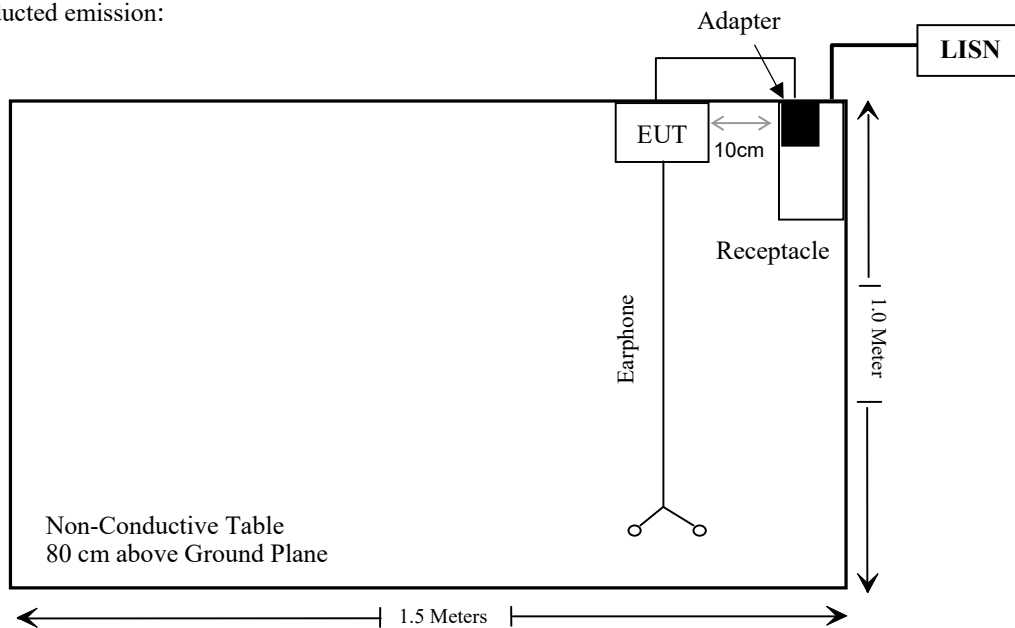 ducted emission:
Adapter
LISN
EUT
10cm
Receptacle
Earphone
1.0 Meter
Non-Conductive Table
80 cm above Ground Plane
1.5 Meters